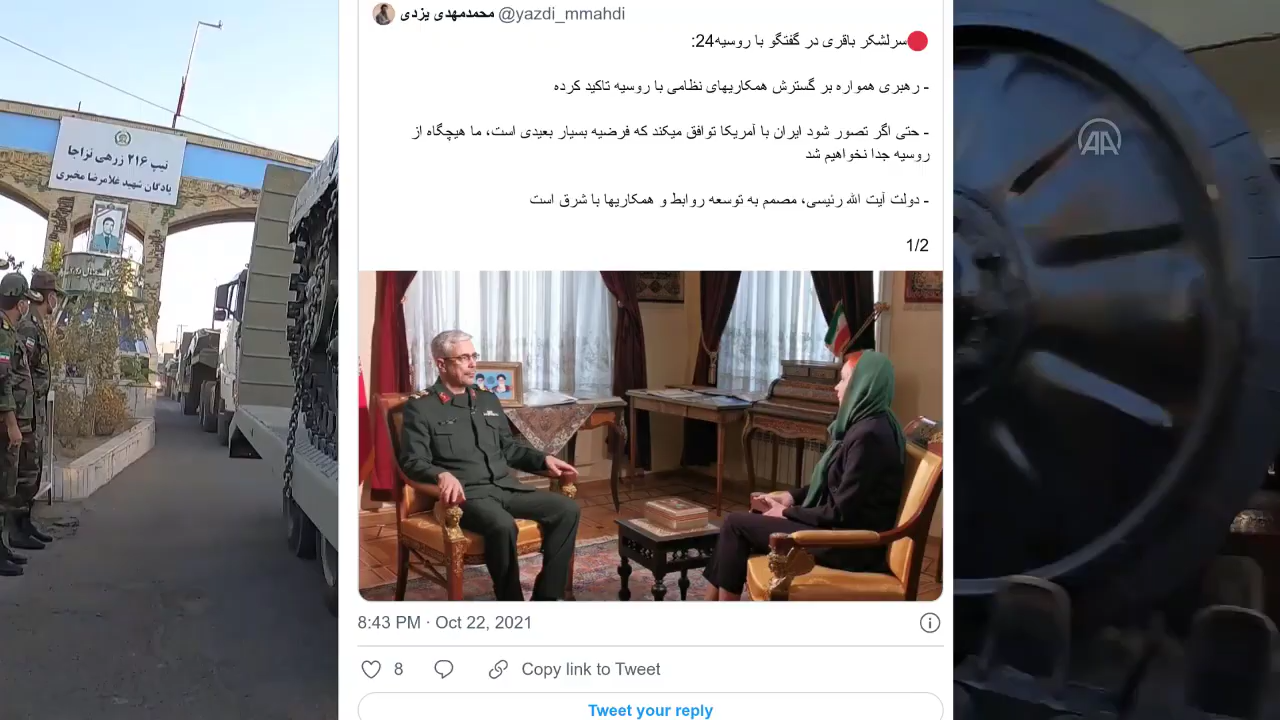 محمدمهدی یزدی @yazdi_mmahdi
سرلشکر باقری در گفتگو با روسیه24:
- رهبری همواره بر گسترش همکاریهای نظامی با روسیه تاکید کرده
- حتی اگر تصور شود ایران با آمریکا توافق میکند که فرضیه بسیار بعیدی است، ما هیچگاه از
روسیه جدا نخواهیم شد
- دولت آیت الله رئیسی، مصمم به توسعه روابط و همکاریها با شرق است
1/2
8:43 PM · Oct 22, 2021
8
Copy link to Tweet
Tweet your reply
تیپ ۲۱۶ زرهی نزاجا
پادگان شهید غلامرضا مخبری
AA